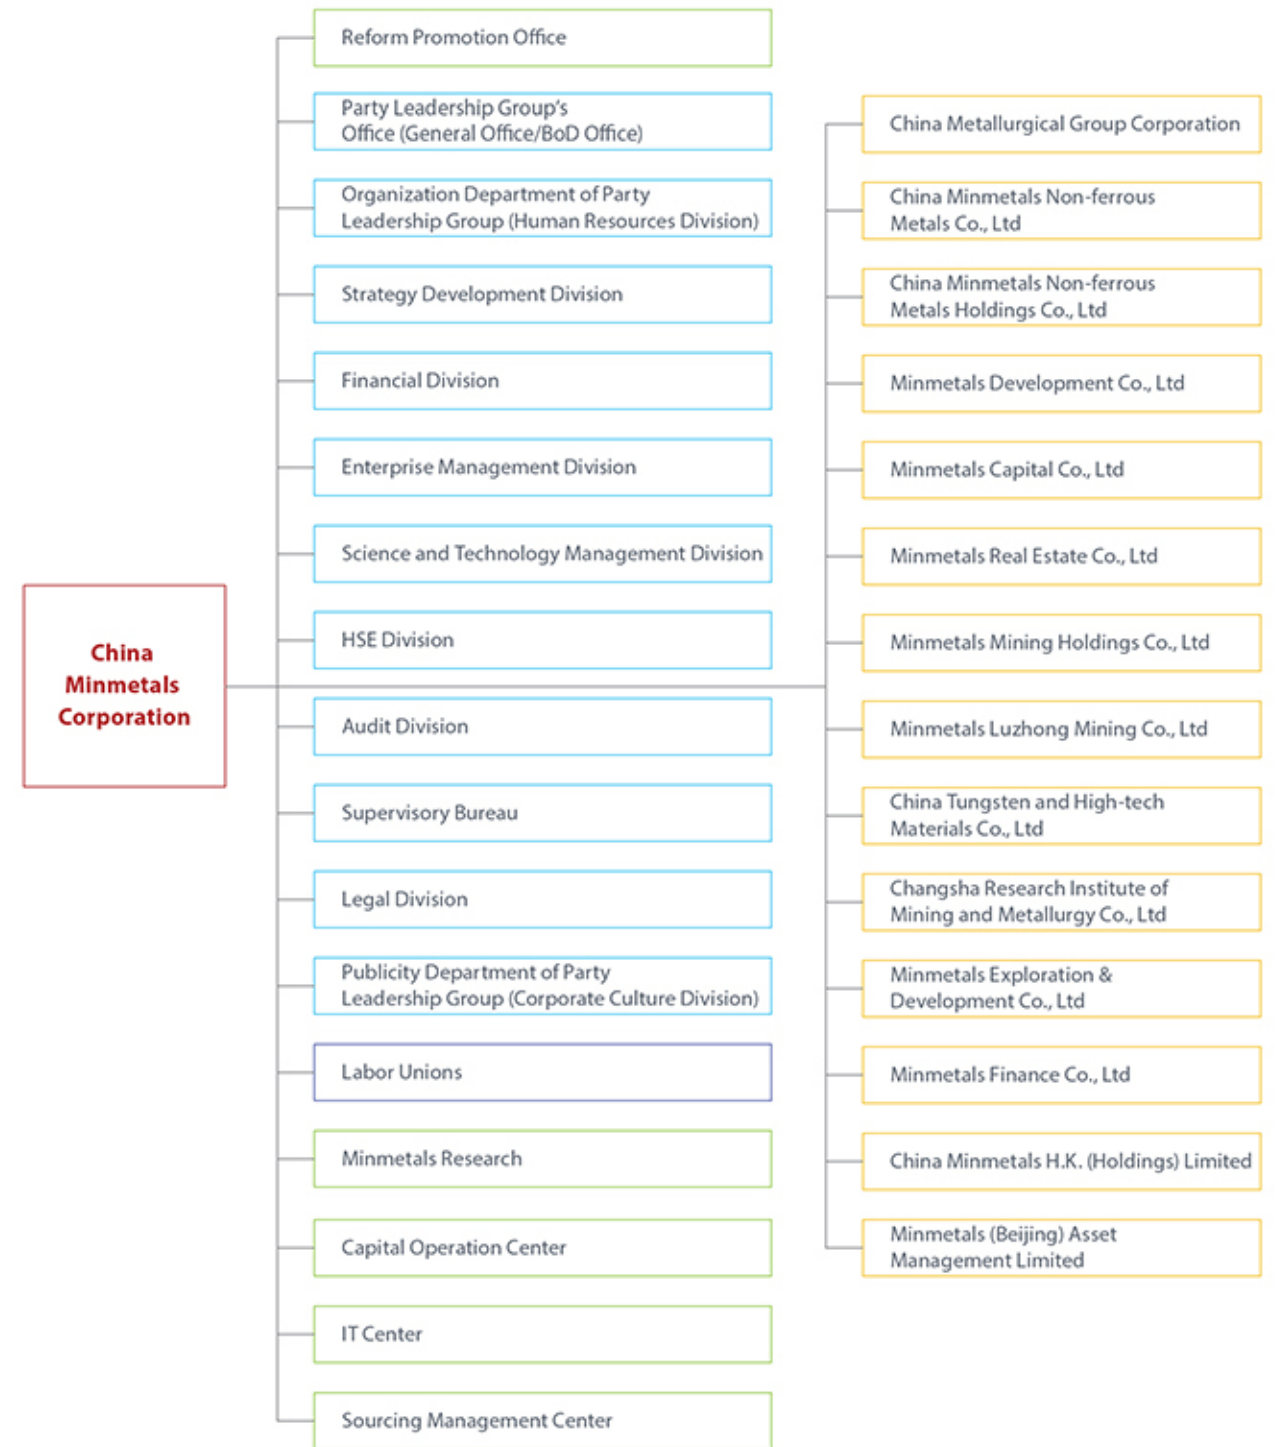 China
Minmetals
Corporation
Reform Promotion Office
Party Leadership Group's
Office (General Office/BoD Office)
Organization Department of Party
Leadership Group (Human Resources Division)
Strategy Development Division
Financial Division
Enterprise Management Division
Science and Technology Management Division
HSE Division
Audit Division
Supervisory Bureau
Legal Division
Publicity Department of Party
Leadership Group (Corporate Culture Division)
Labor Unions
Minmetals Research
Capital Operation Center
IT Center
Sourcing Management Center
China Metallurgical Group Corporation
China Minmetals Non-ferrous
Metals Co., Ltd
China Minmetals Non-ferrous
Metals Holdings Co., Ltd
Minmetals Development Co., Ltd
Minmetals Capital Co., Ltd
Minmetals Real Estate Co., Ltd
Minmetals Mining Holdings Co., Ltd
Minmetals Luzhong Mining Co., Ltd
China Tungsten and High-tech
Materials Co., Ltd
Changsha Research Institute of
Mining and Metallurgy Co., Ltd
Minmetals Exploration &
Development Co., Ltd
Minmetals Finance Co., Ltd
China Minmetals H.K. (Holdings) Limited
Minmetals (Beijing) Asset
Management Limited